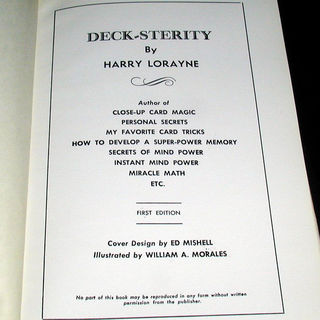 DECK-STERITY
By
HARRY LORAYNE
Author of
CLOSE-UP CARD MAGIC
PERSONAL SECRETS
MY FAVORITE CARD TRICKS
HOW TO DEVELOP A SUPER-POWER MEMORY
SECRETS OF MIND POWER
INSTANT MIND POWER
MIRACLE MATH
ETC.
FIRST EDITION
Cover Design by ED MISHELL
Illustrated by WILLIAM A. MORALES
No part of this book may be reproduced in any form without written
permission from the publisher.